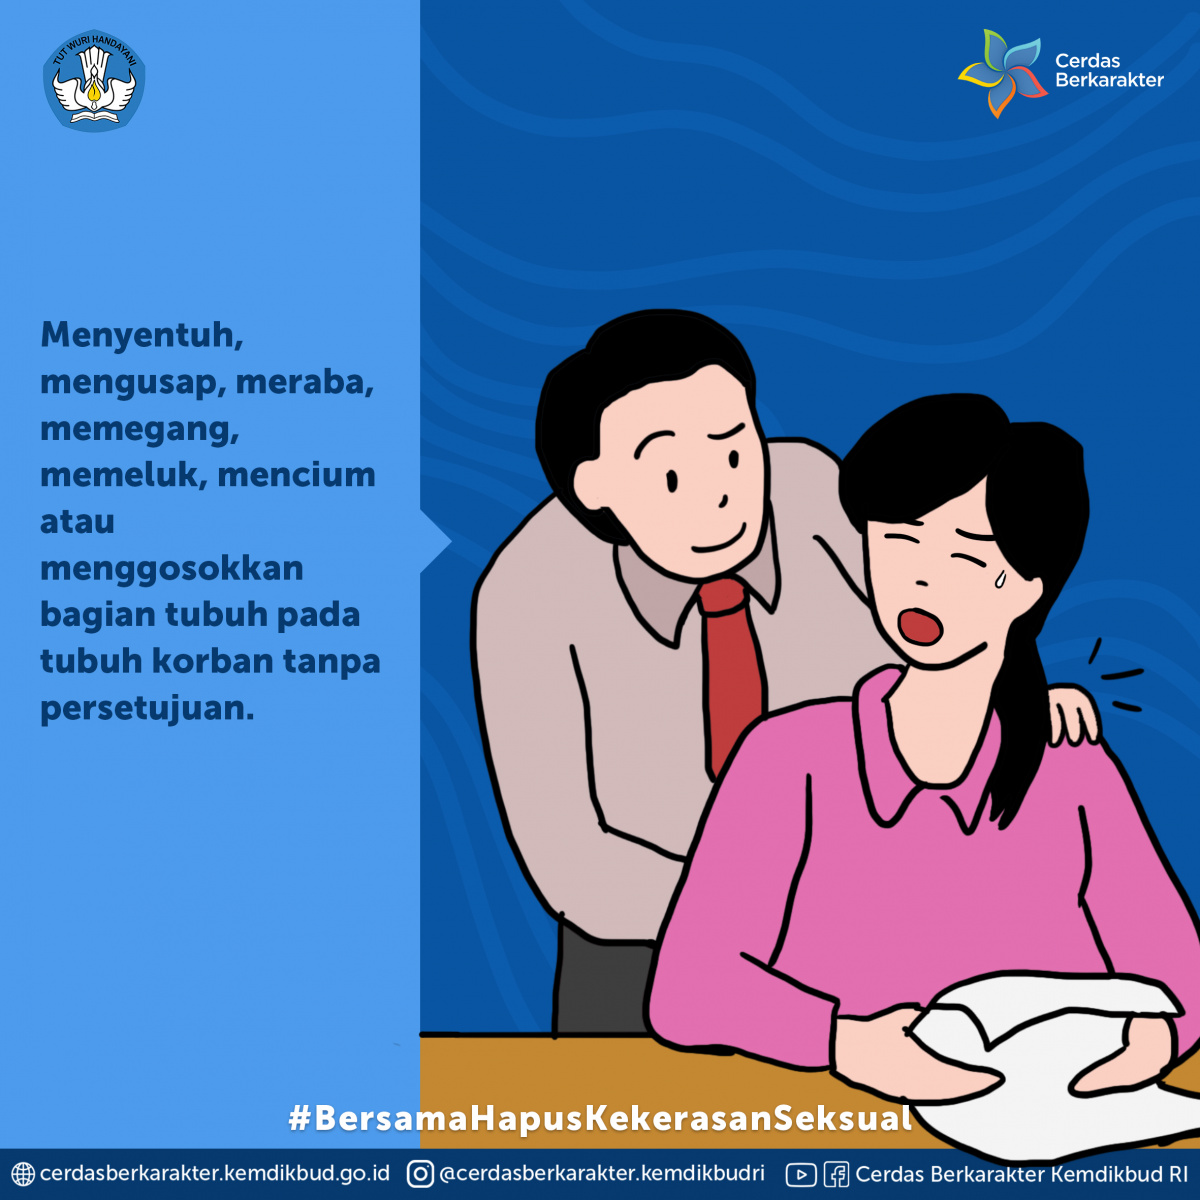 TUT WURI HANDAYANI
Cerdas
Berkarakter
Menyentuh,
mengusap, meraba,
memegang,
memeluk, mencium
atau
menggosokkan
bagian tubuh pada
tubuh korban tanpa
persetujuan.
#BersamaHapusKekerasanSeksual
cerdasberkarakter.kemdikbud.go.id @cerdasberkarakter.kemdikbudri Cerdas Berkarakter Kemdikbud RI